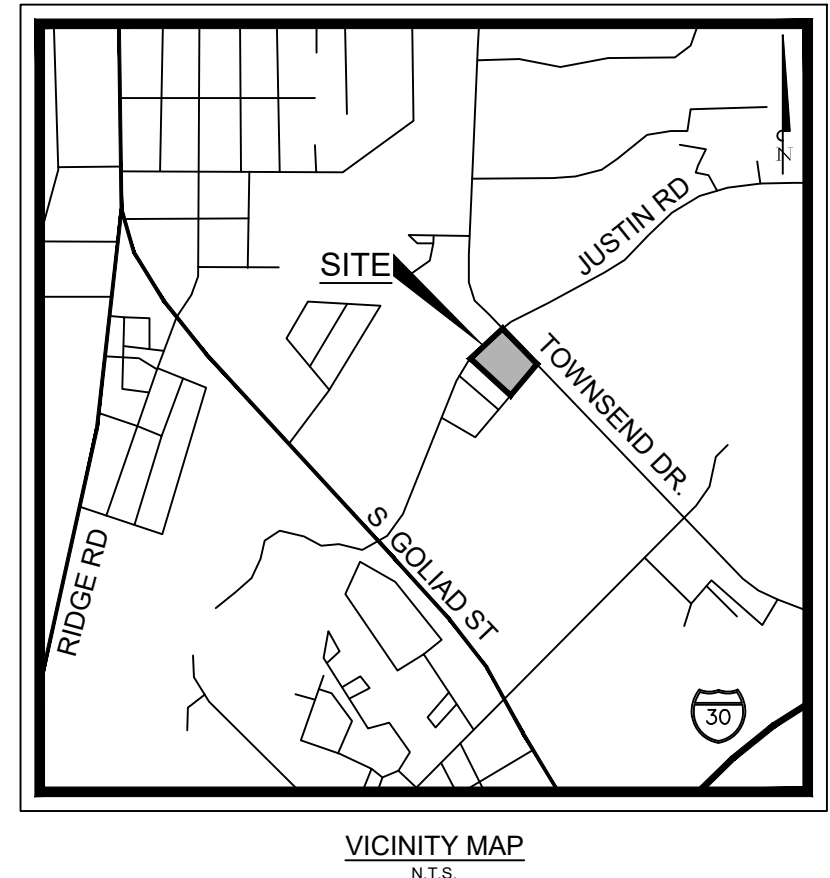 N
JUSTIN RD
SITE
TOWNSEND DR.
S GOLIAD ST
RIDGE RD
30
VICINITY MAP
N.T.S.